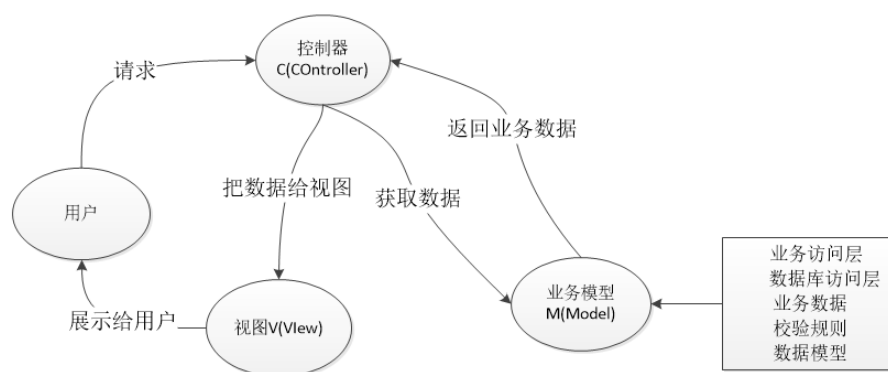 控制器
C(COntroller)
请求
返回业务数据
把数据给视图
获取数据
用户
业务访问层
数据库访问层
业务数据
校验规则
数据模型
业务模型
M(Model)
展示给用户
视图V(VIew)